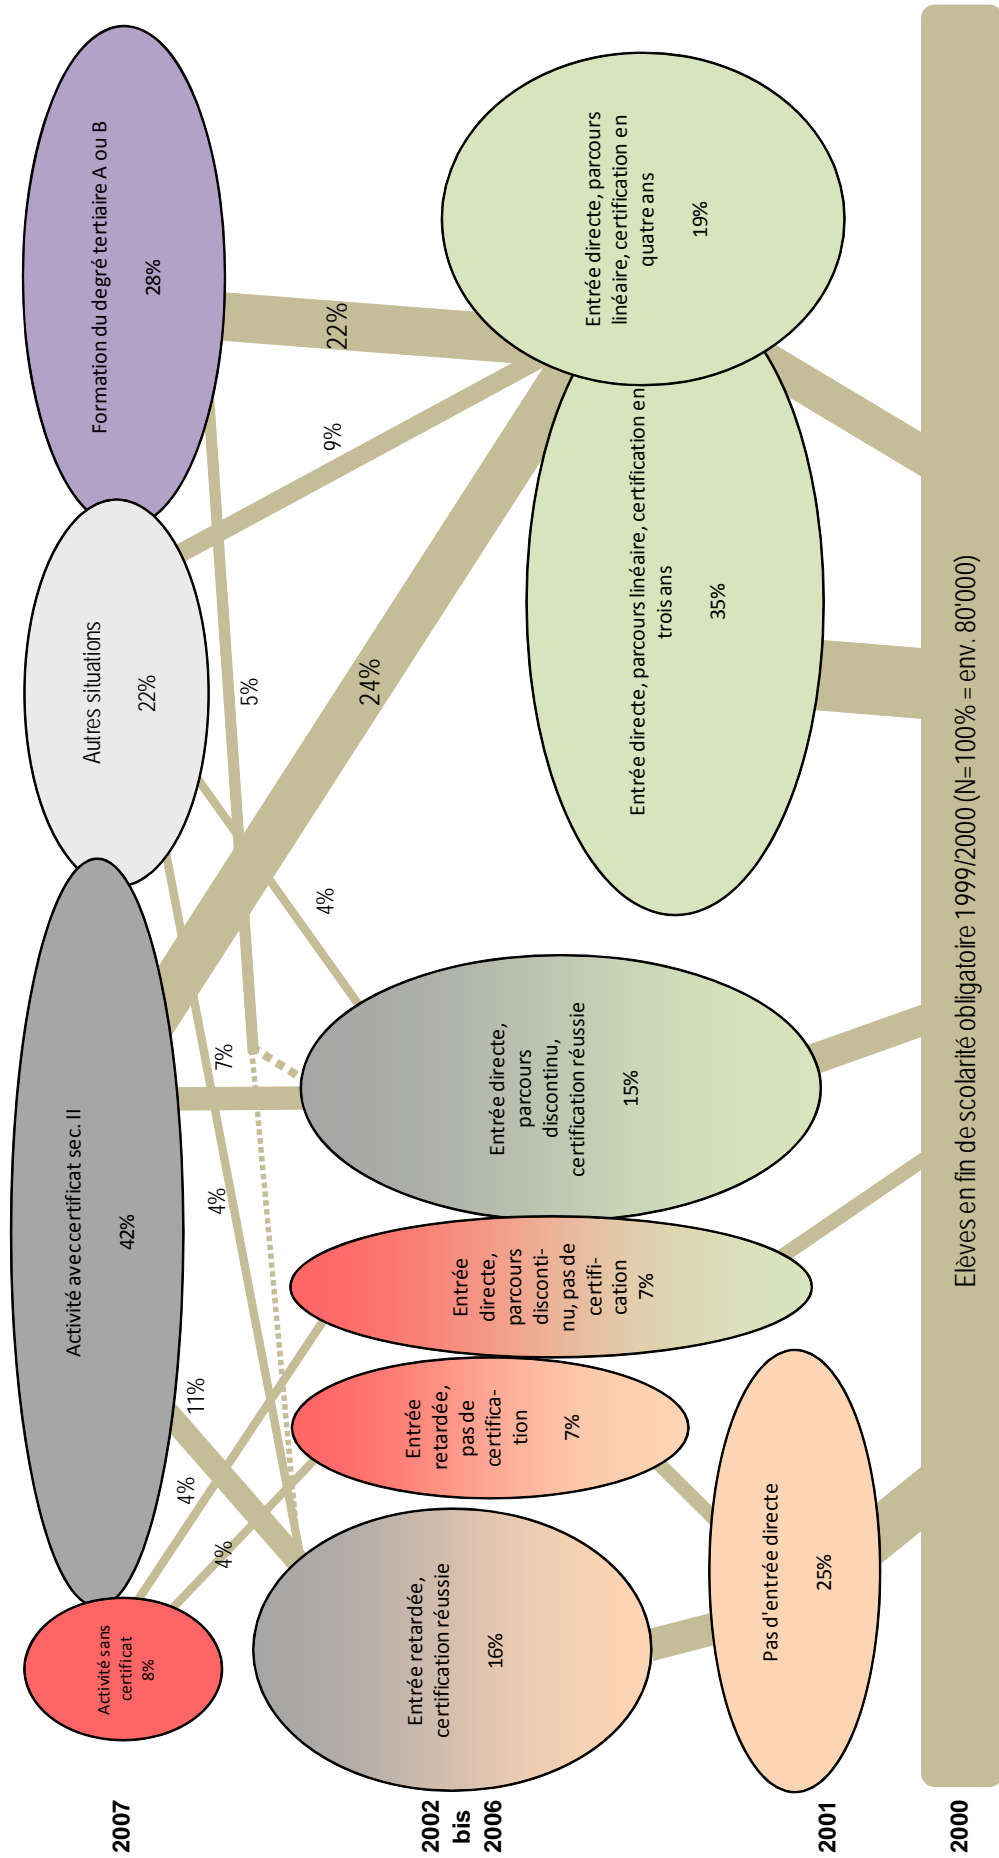 2007
Activité sans
certificat
8%
Activité aveccertificat sec. II
42%
Autres situations
22%
Formation du degré tertiaire A ou B
28%
4%
4%
11%
4%
7%
4%
5%
24%
9%
22%
2002
bis
2006
Entrée retardée,
certification réussie
16%
Entrée
retardée,
pas de
certifica-
tion
7%
Entrée
directe,
parcours
disconti-
nu, pas de
certifi-
cation
7%
Entrée directe,
parcours
discontinu,
certification réussie
15%
Entrée directe, parcours linéaire, certification en
trois ans
35%
Entrée directe, parcours
linéaire, certification en
quatre ans
19%
2001
Pas d'entrée directe
25%
2000
Elèves en fin de scolarité obligatoire 1999/2000 (N=100% = env. 80'000)